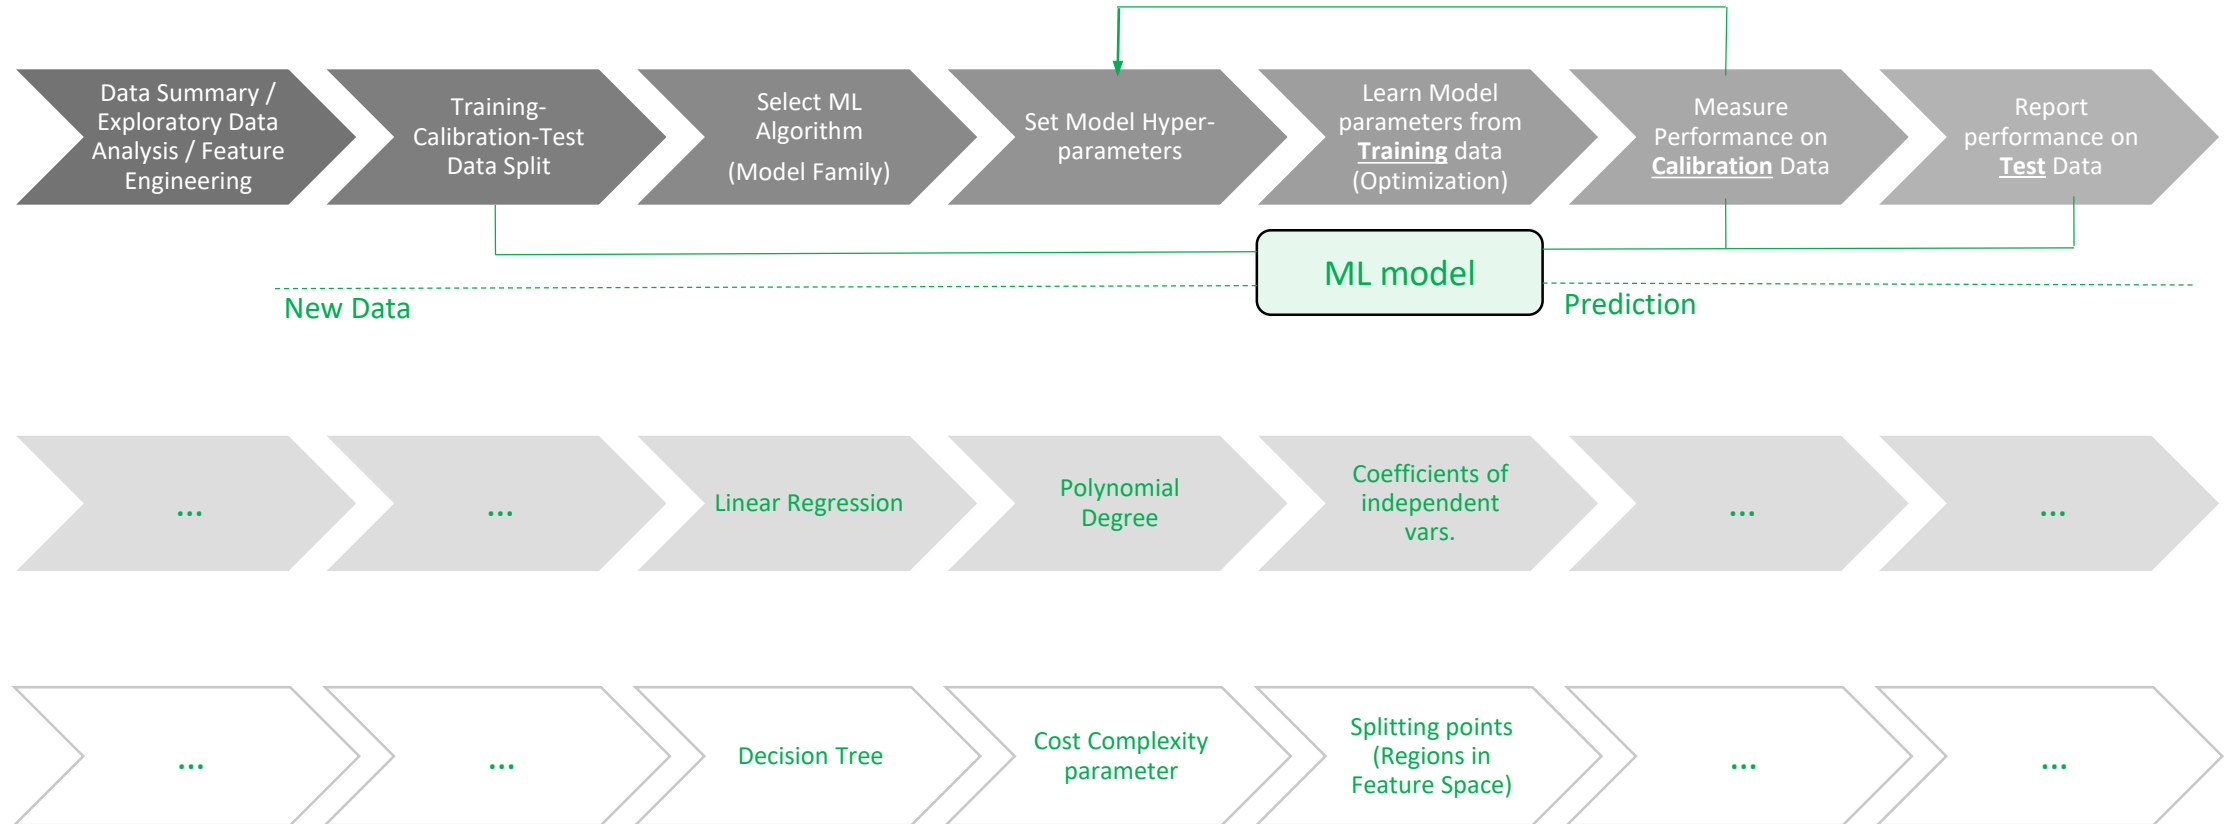 Data Summary /
Exploratory Data
Analysis / Feature
Engineering
Training-
Calibration-Test
Data Split
Select ML
Algorithm
(Model Family)
Set Model Hyper-
parameters
Learn Model
parameters from
Training data
(Optimization)
Measure
Performance on
Calibration Data
Report
performance on
Test Data
ML model
New Data
Prediction
...
...
Linear Regression
Polynomial
Degree
Coefficients of
independent
vars.
...
...
...
...
Decision Tree
Cost Complexity
parameter
Splitting points
(Regions in
Feature Space)
...
...